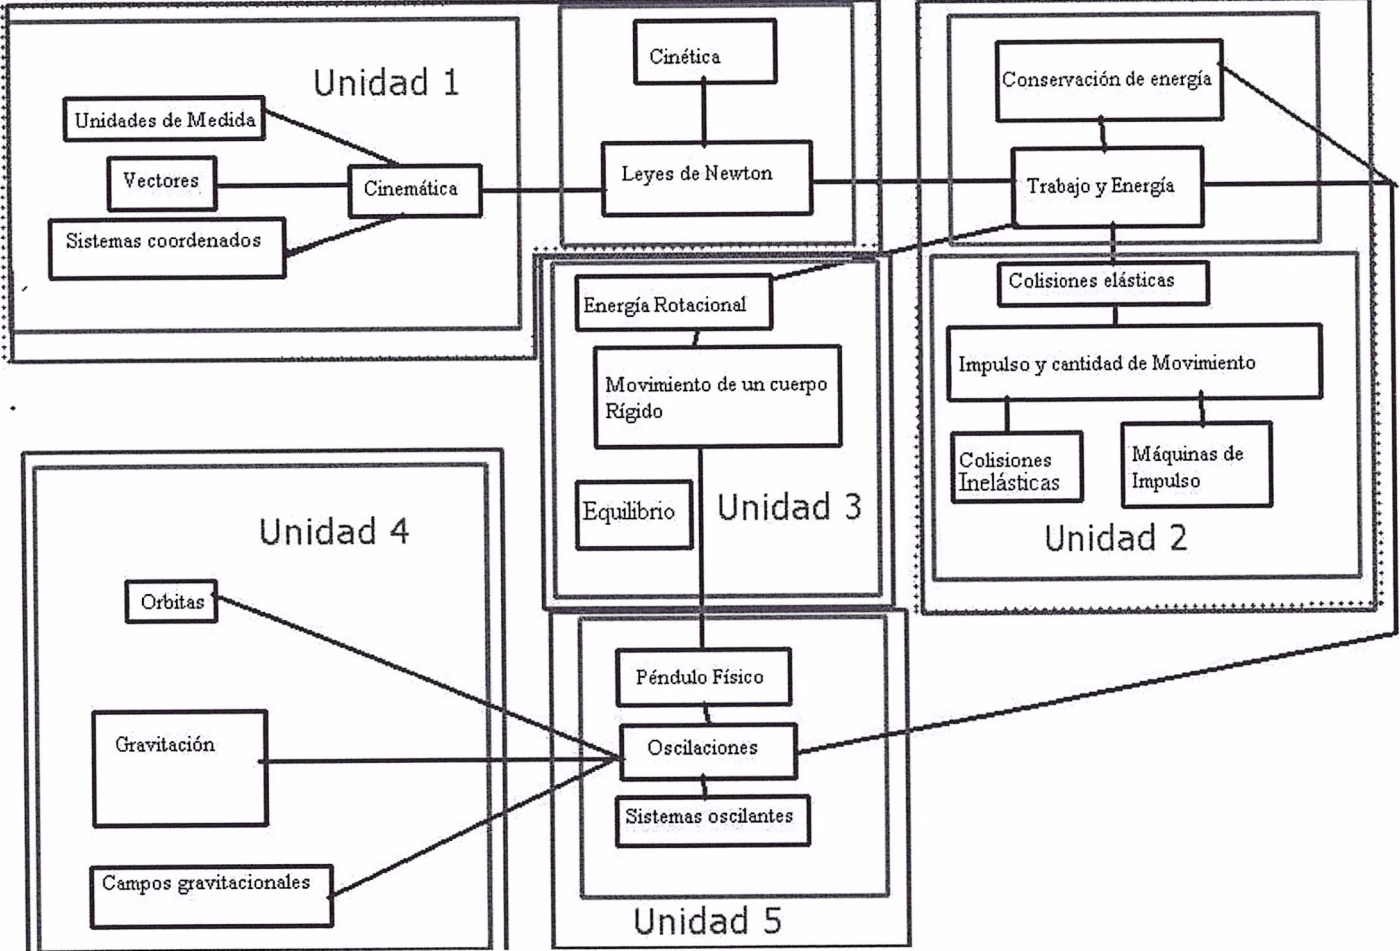 Unidad 1
Unidades de Medida
Vectores
Sistemas coordenados
Cinemática
Cinética
Leyes de Newton
Conservación de energía
Trabajo y Energía
Colisiones elásticas
Impulso y cantidad de Movimiento
Colisiones
Inelásticas
Máquinas de
Impulso
Unidad 2
Energía Rotacional
Movimiento de un cuerpo
Rígido
Equilibrio
Unidad 3
Unidad 4
Orbitas
Gravitación
Campos gravitacionales
Péndulo Físico
Oscilaciones
Sistemas oscilantes
Unidad 5